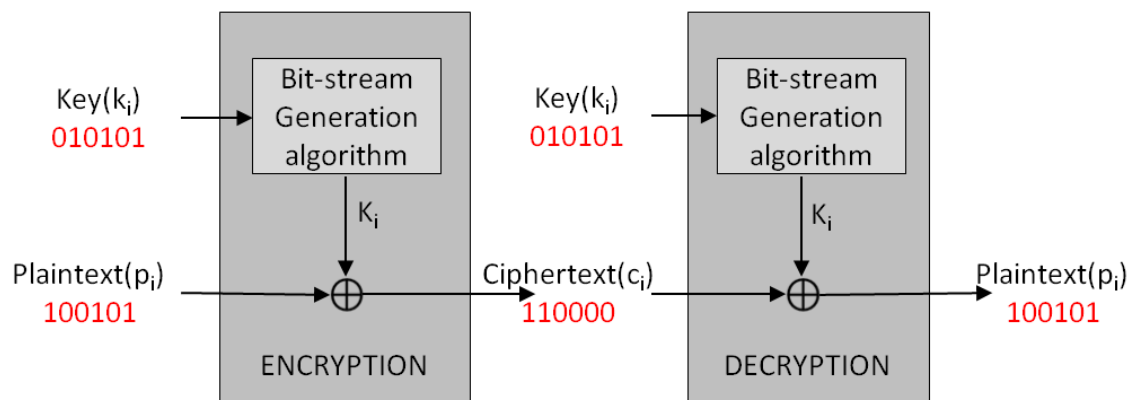 Key(kᵢ)
010101
Bit-stream
Generation
algorithm
Kᵢ
Plaintext(pᵢ)
100101
ENCRYPTION
Ciphertext(cᵢ)
110000
Key(kᵢ)
010101
Bit-stream
Generation
algorithm
Kᵢ
DECRYPTION
Plaintext(pᵢ)
100101